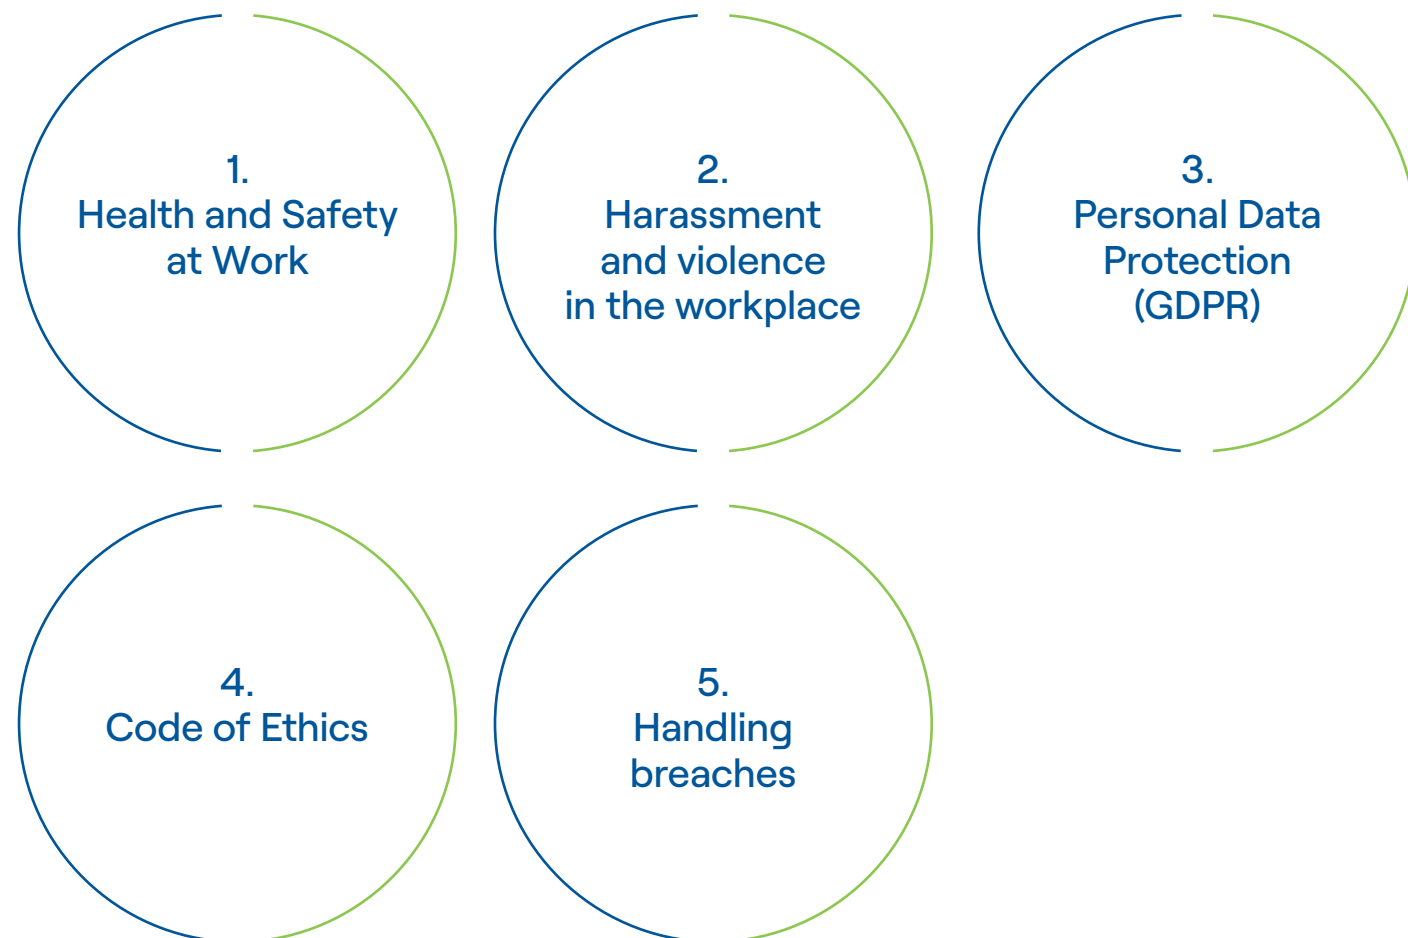 1.
Health and Safety
at Work
2.
Harassment
and violence
in the workplace
3.
Personal Data
Protection
(GDPR)
4.
Code of Ethics
5.
Handling
breaches